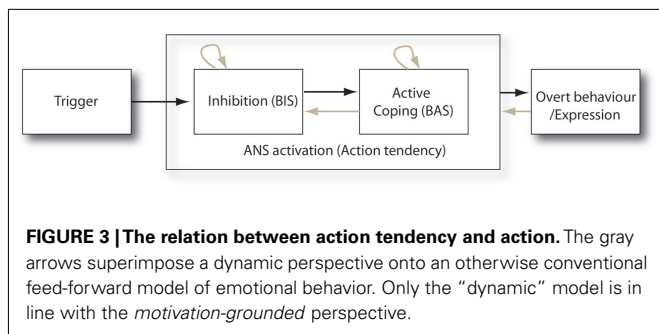 Trigger
Inhibition (BIS)
Active
Coping (BAS)
Overt behaviour
/Expression
ANS activation (Action tendency)
FIGURE 3 | The relation between action tendency and action. The gray
arrows superimpose a dynamic perspective onto an otherwise conventional
feed-forward model of emotional behavior. Only the “dynamic” model is in
line with the motivation-grounded perspective.